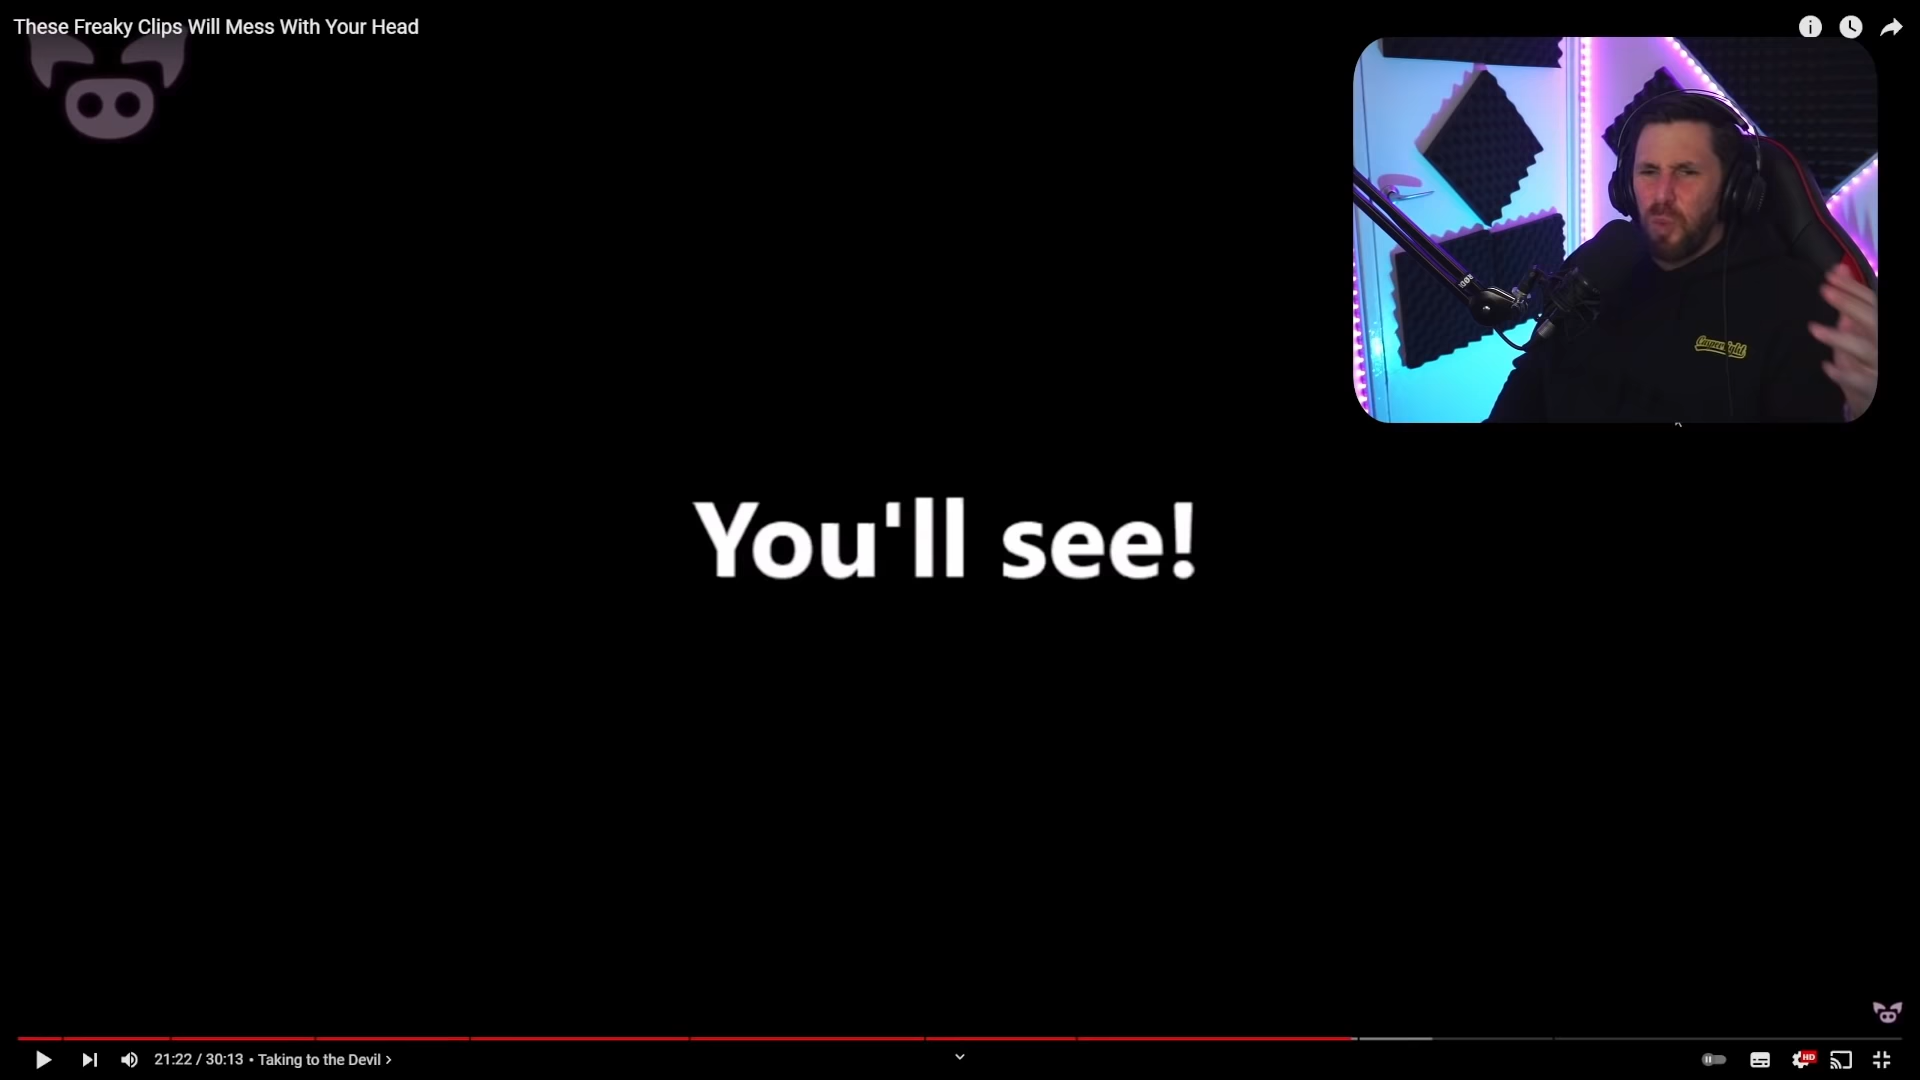 These Freaky Clips Will Mess With Your Head
You'll see!
21:22 / 30:13 • Taking to the Devil >
HD